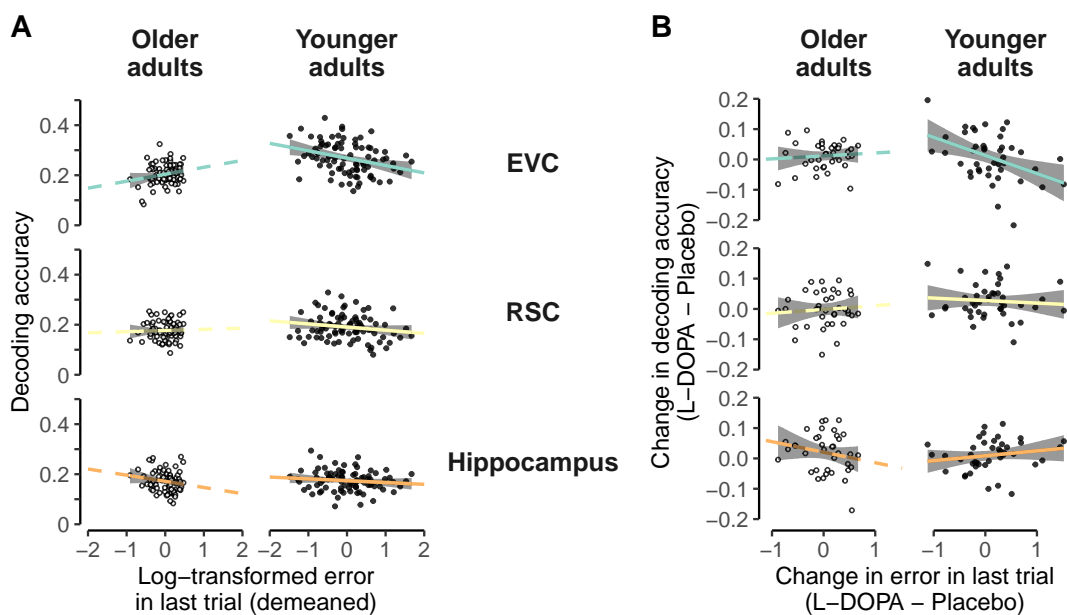 A
B
Older
adults
Younger
adults
Older
adults
Younger
adults
Decoding accuracy
0.4
0.2
0
EVC
0.4
0.2
0
RSC
0.4
0.2
0
Hippocampus
−2 −1 0 1 2
−2 −1 0 1 2
Log−transformed error
in last trial (demeaned)
Change in decoding accuracy
(L−DOPA − Placebo)
0.2
0.1
0.0
−0.1
−0.2
0.2
0.1
0.0
−0.1
−0.2
0.2
0.1
0.0
−0.1
−0.2
−1 0 1
−1 0 1
Change in error in last trial
(L−DOPA − Placebo)